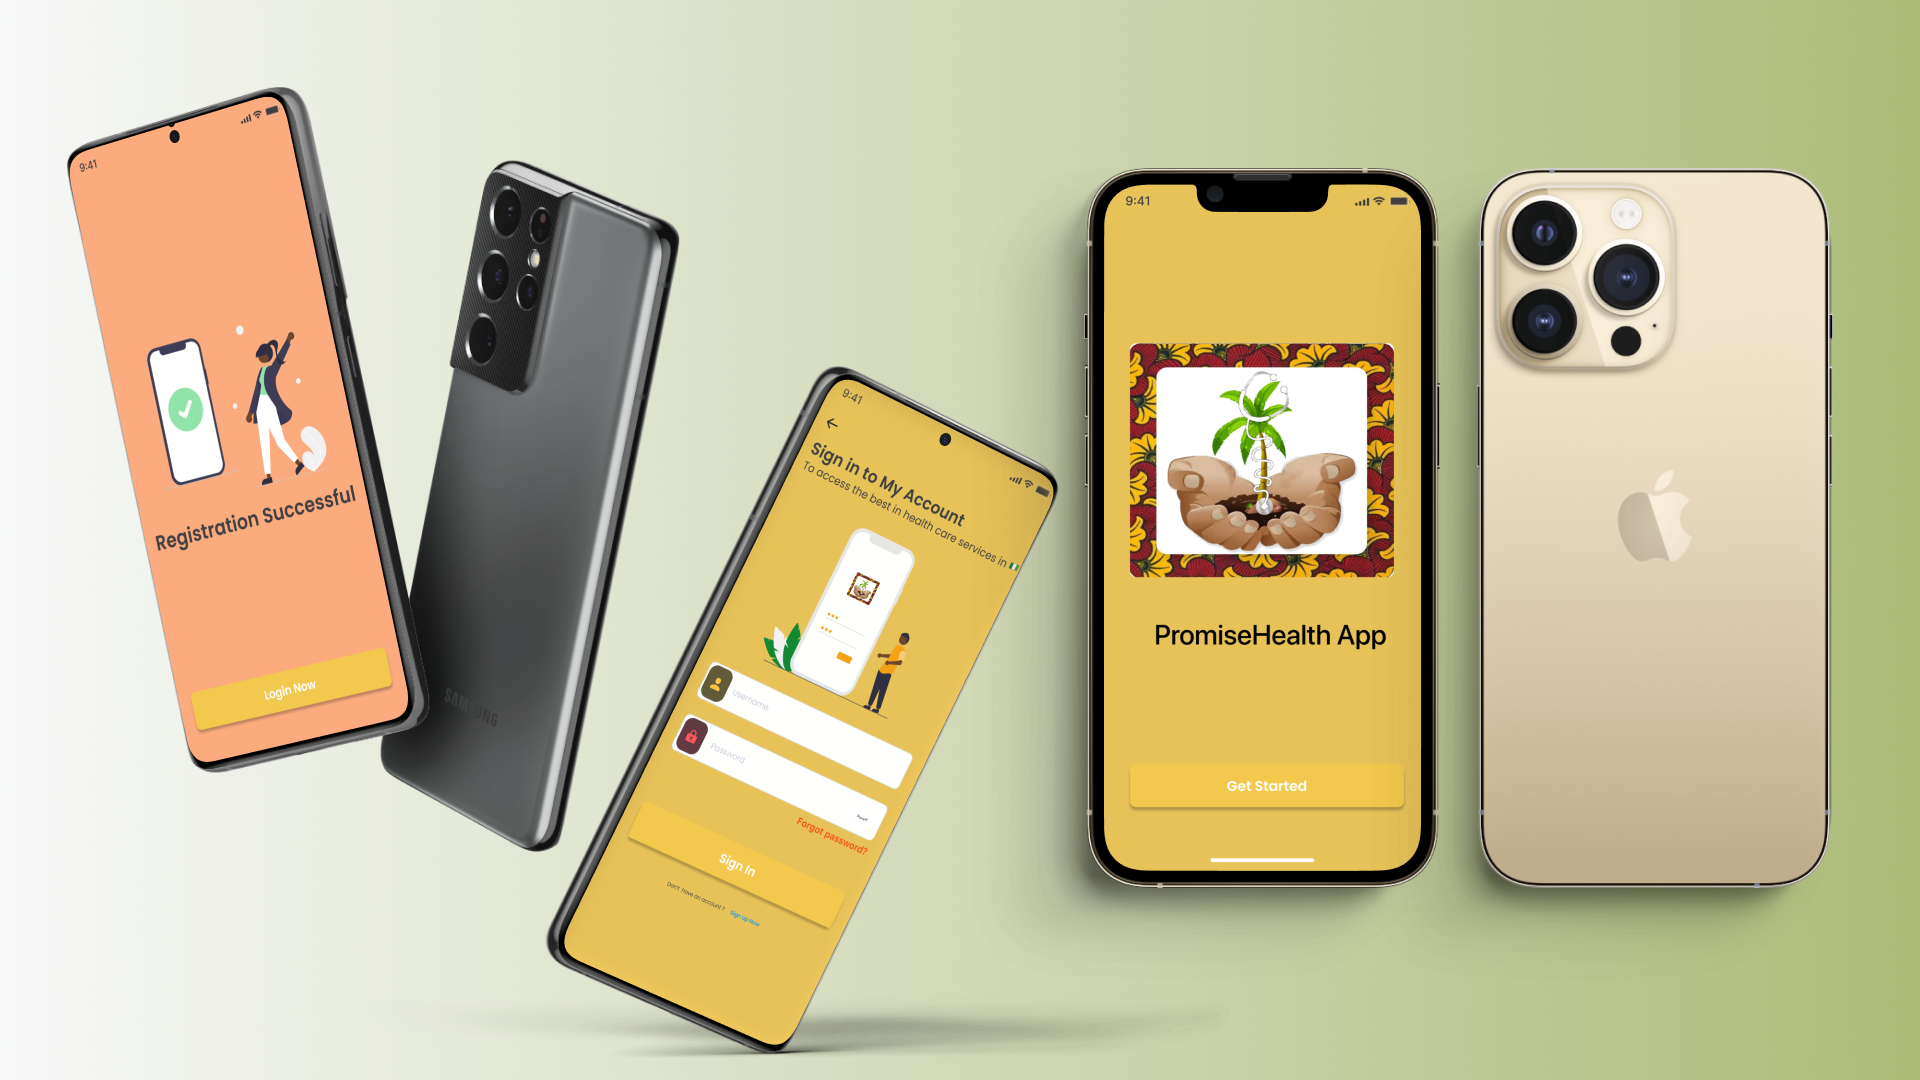 9:41
Registration Successful
Login Now
SAMSUNG
9:41
Sign in to My Account
To access the best in health care services in
Username
Password
Forgot password?
Sign In
Don't have an account ? Sign Up Now
9:41
PromiseHealth App
Get Started